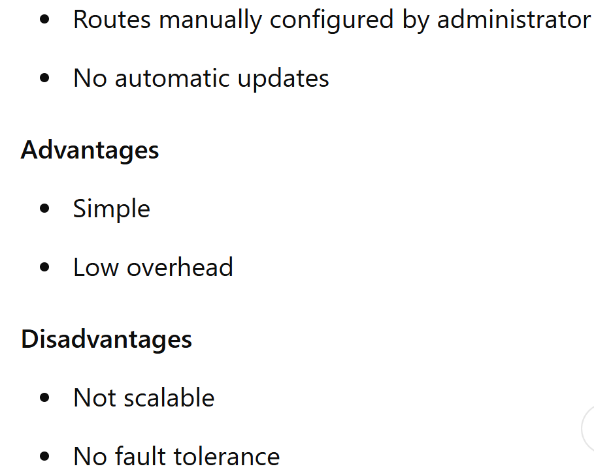 • Routes manually configured by administrator
• No automatic updates
Advantages
• Simple
• Low overhead
Disadvantages
• Not scalable
• No fault tolerance